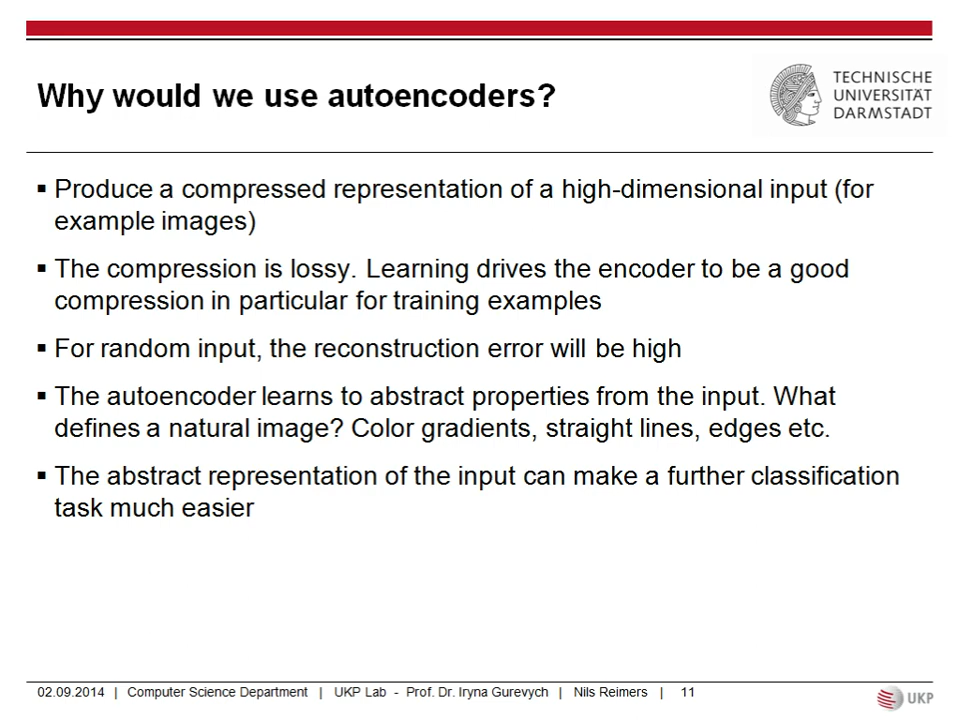 Why would we use autoencoders?
TECHNISCHE
UNIVERSITÄT
DARMSTADT
▪ Produce a compressed representation of a high-dimensional input (for
example images)
▪ The compression is lossy. Learning drives the encoder to be a good
compression in particular for training examples
▪ For random input, the reconstruction error will be high
▪ The autoencoder learns to abstract properties from the input. What
defines a natural image? Color gradients, straight lines, edges etc.
▪ The abstract representation of the input can make a further classification
task much easier
02.09.2014 | Computer Science Department | UKP Lab - Prof. Dr. Iryna Gurevych | Nils Reimers | 11
UKP